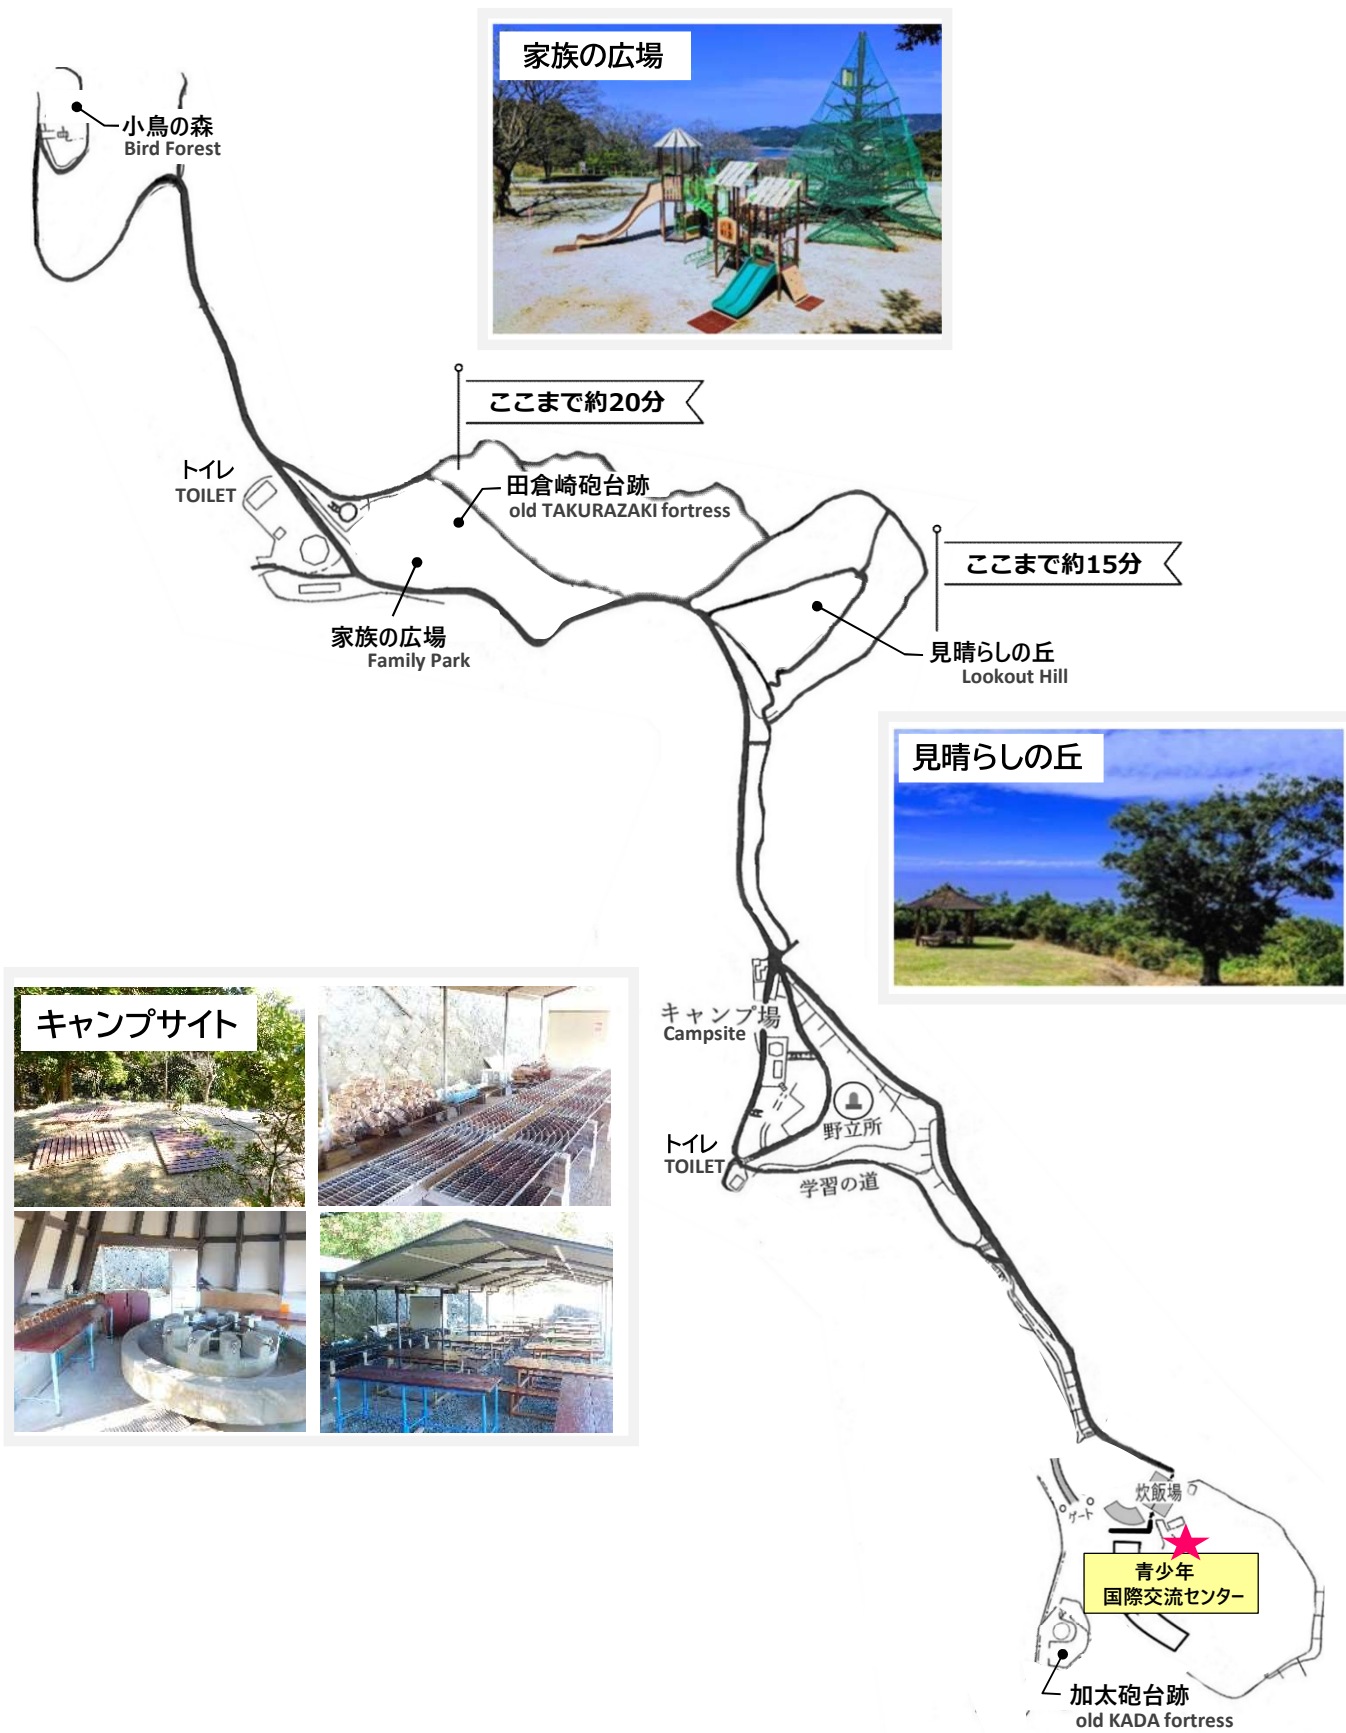 家族の広場
小鳥の森
Bird Forest
ここまで約20分
トイレ
TOILET
田倉崎砲台跡
old TAKURAZAKI fortress
ここまで約15分
家族の広場
Family Park
見晴らしの丘
Lookout Hill
見晴らしの丘
キャンプサイト
キャンプ場
Campsite
野立所
トイレ
TOILET
学習の道
炊飯場
ゲート
青少年
国際交流センター
加太砲台跡
old KADA fortress